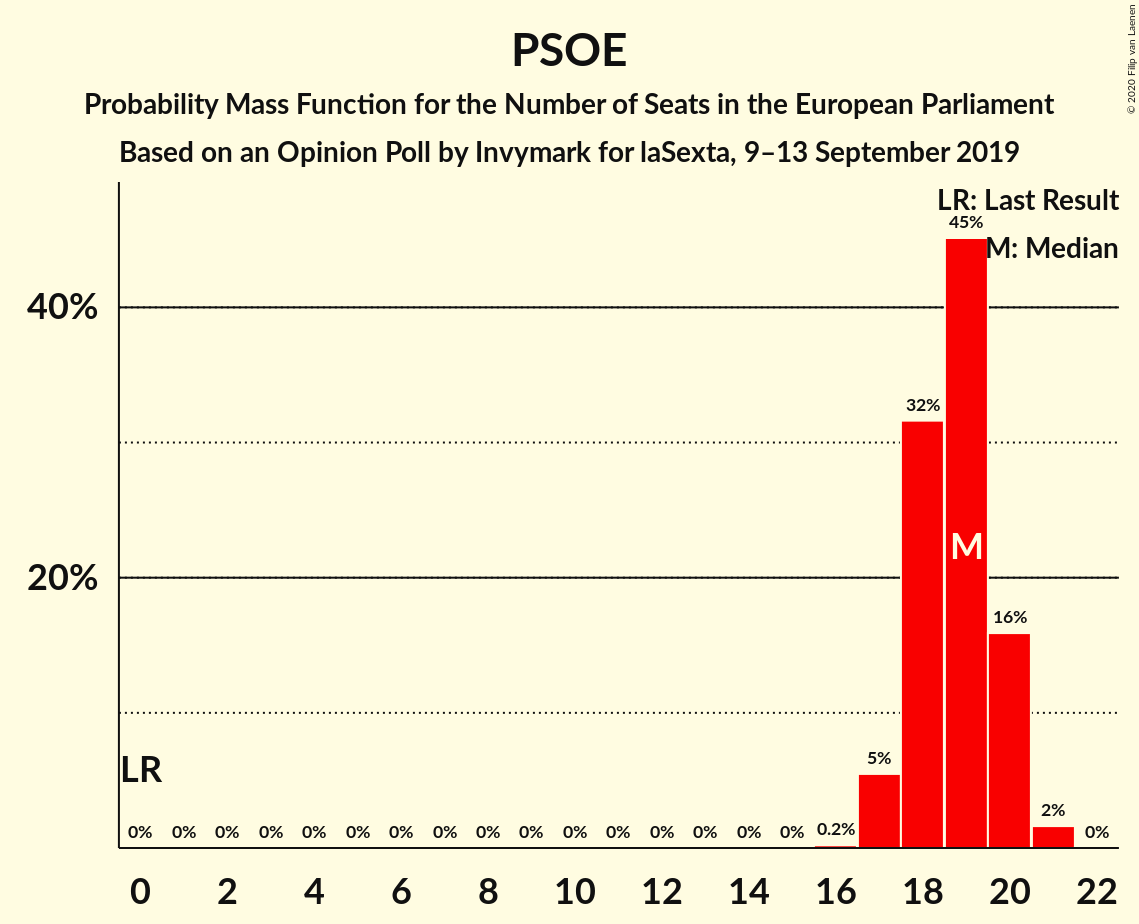 PSOE
Probability Mass Function for the Number of Seats in the European Parliament
Based on an Opinion Poll by Invymark for laSexta, 9–13 September 2019
© 2020 Filip van Laenen
LR: Last Result
M: Median
45%
40%
32%
M
20%
16%
LR
5%
2%
0% 0% 0% 0% 0% 0% 0% 0% 0% 0% 0% 0% 0% 0% 0% 0% 0.2% 0%
0 2 4 6 8 10 12 14 16 18 20 22